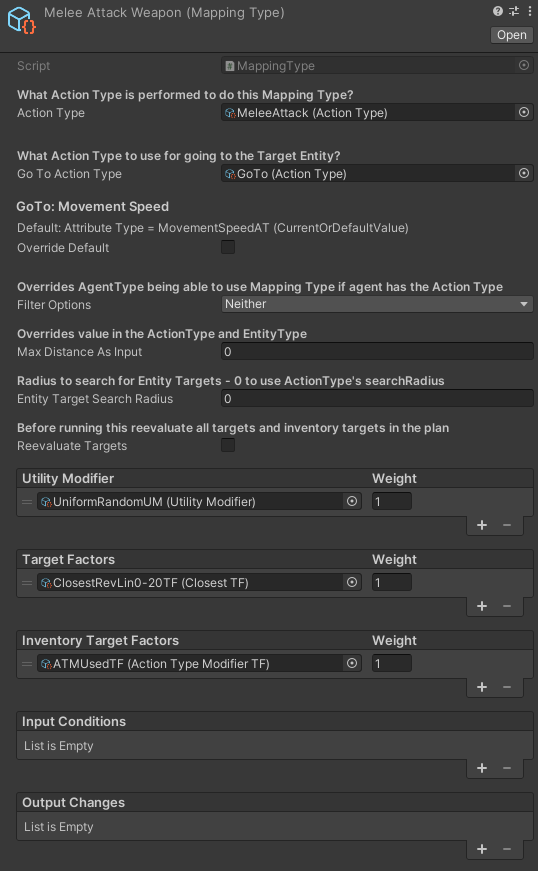 Melee Attack Weapon (Mapping Type)
Open
Script MappingType
What Action Type is performed to do this Mapping Type?
Action Type MeleeAttack (Action Type)
What Action Type to use for going to the Target Entity?
Go To Action Type GoTo (Action Type)
GoTo: Movement Speed
Default: Attribute Type = MovementSpeedAT (CurrentOrDefaultValue)
Override Default
Overrides AgentType being able to use Mapping Type if agent has the Action Type
Filter Options Neither
Overrides value in the ActionType and EntityType
Max Distance As Input 0
Radius to search for Entity Targets - 0 to use ActionType's searchRadius
Entity Target Search Radius 0
Before running this reevaluate all targets and inventory targets in the plan
Reevaluate Targets
Utility Modifier Weight
UniformRandomUM (Utility Modifier) 1
+ −
Target Factors Weight
ClosestRevLin0-20TF (Closest TF) 1
+ −
Inventory Target Factors Weight
ATMUsedTF (Action Type Modifier TF) 1
+ −
Input Conditions
List is Empty
+ −
Output Changes
List is Empty
+ −